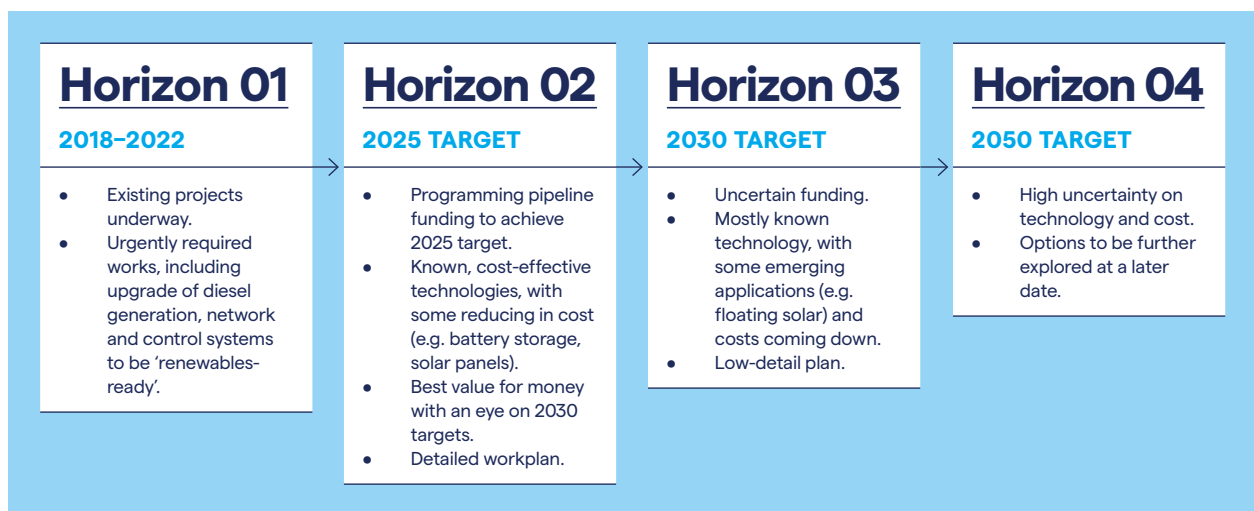 Horizon 01
2018–2022
● Existing projects
underway.
● Urgently required
works, including
upgrade of diesel
generation, network
and control systems
to be ‘renewables-
ready’.
Horizon 02
2025 TARGET
● Programming pipeline
funding to achieve
2025 target.
● Known, cost-effective
technologies, with
some reducing in cost
(e.g. battery storage,
solar panels).
● Best value for money
with an eye on 2030
targets.
● Detailed workplan.
Horizon 03
2030 TARGET
● Uncertain funding.
● Mostly known
technology, with
some emerging
applications (e.g.
floating solar) and
costs coming down.
● Low-detail plan.
Horizon 04
2050 TARGET
● High uncertainty on
technology and cost.
● Options to be further
explored at a later
date.